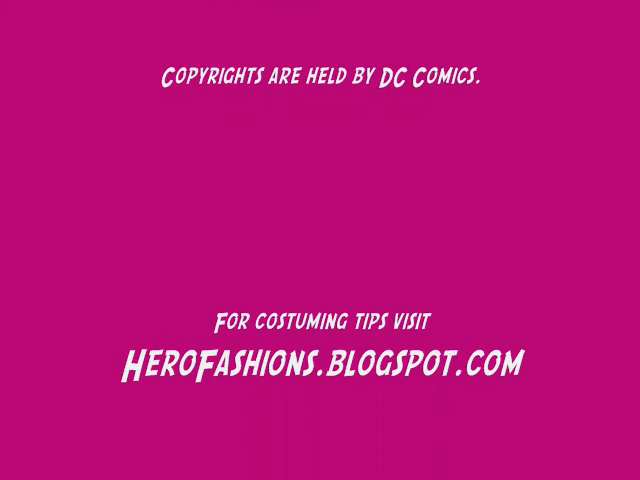 Copyrights are held by DC Comics.
For costuming tips visit
HeroFashions.blogspot.com